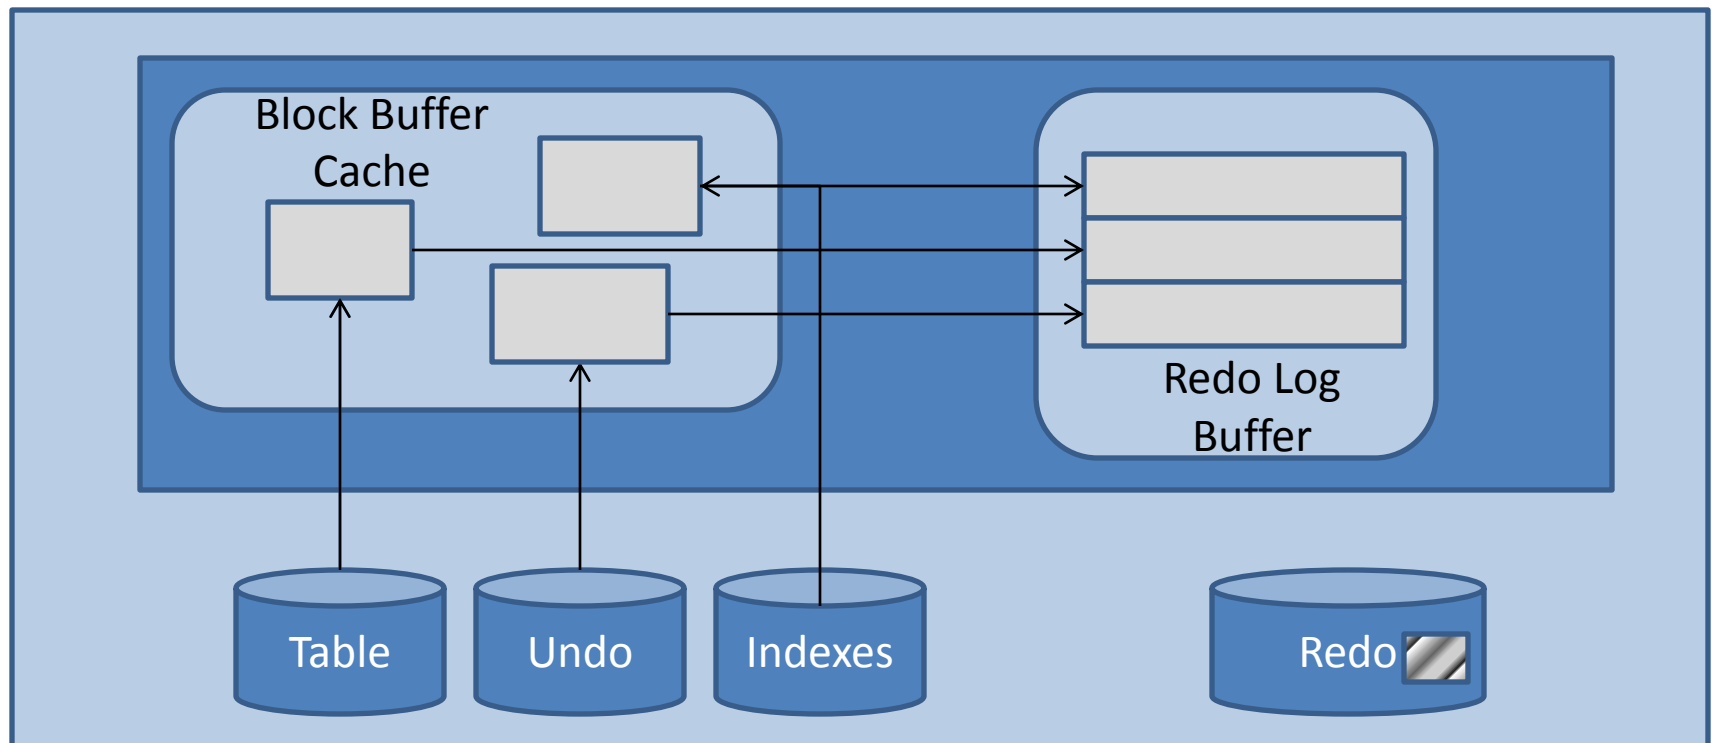 Block Buffer
Cache
Redo Log
Buffer
Table
Undo
Indexes
Redo